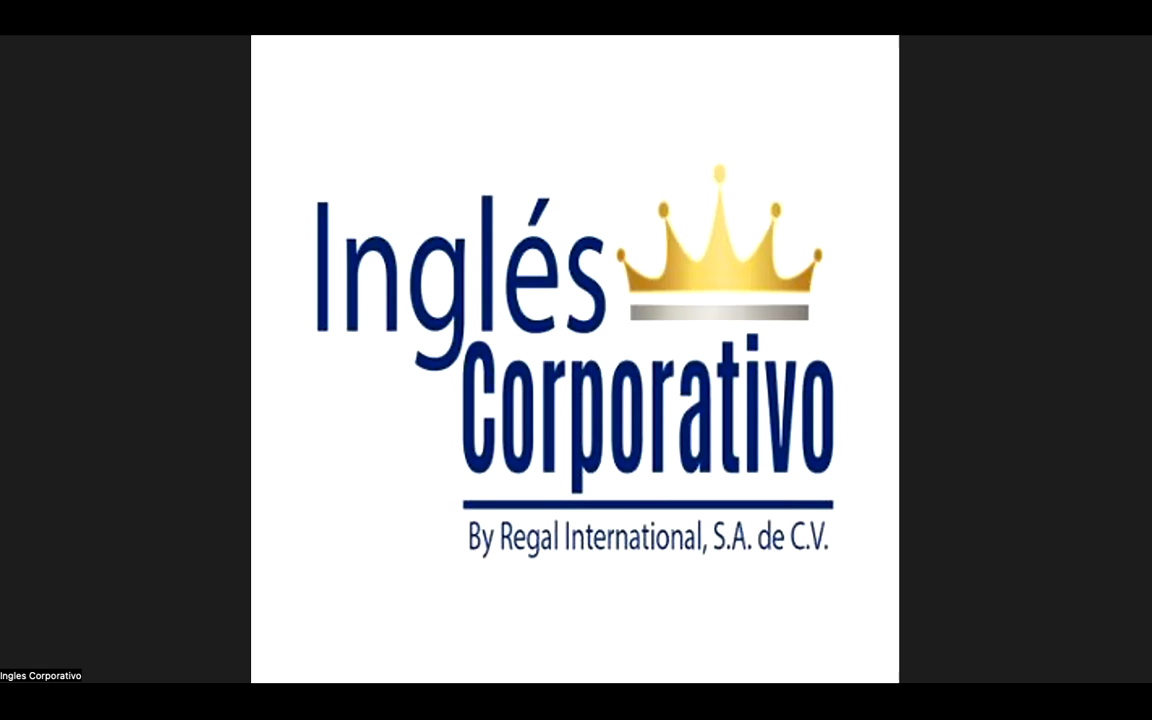 Inglés
Corporativo
By Regal International, S.A. de C.V.
Ingles Corporativo